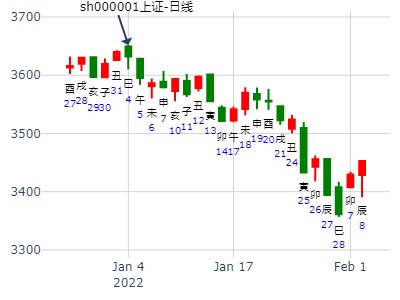 sh000001上证-日线
3700
3600
3500
3400
3300
酉
27
戌
28
亥
29
子
30
丑
31
巳
4
午
5
未
6
申
7
亥
10
子
11
丑
12
寅
13
卯
14
午
17
未
18
申
19
酉
20
戌
21
丑
24
寅
25
卯
26
辰
27
巳
28
卯
7
辰
8
Jan 4
2022
Jan 17
Feb 1